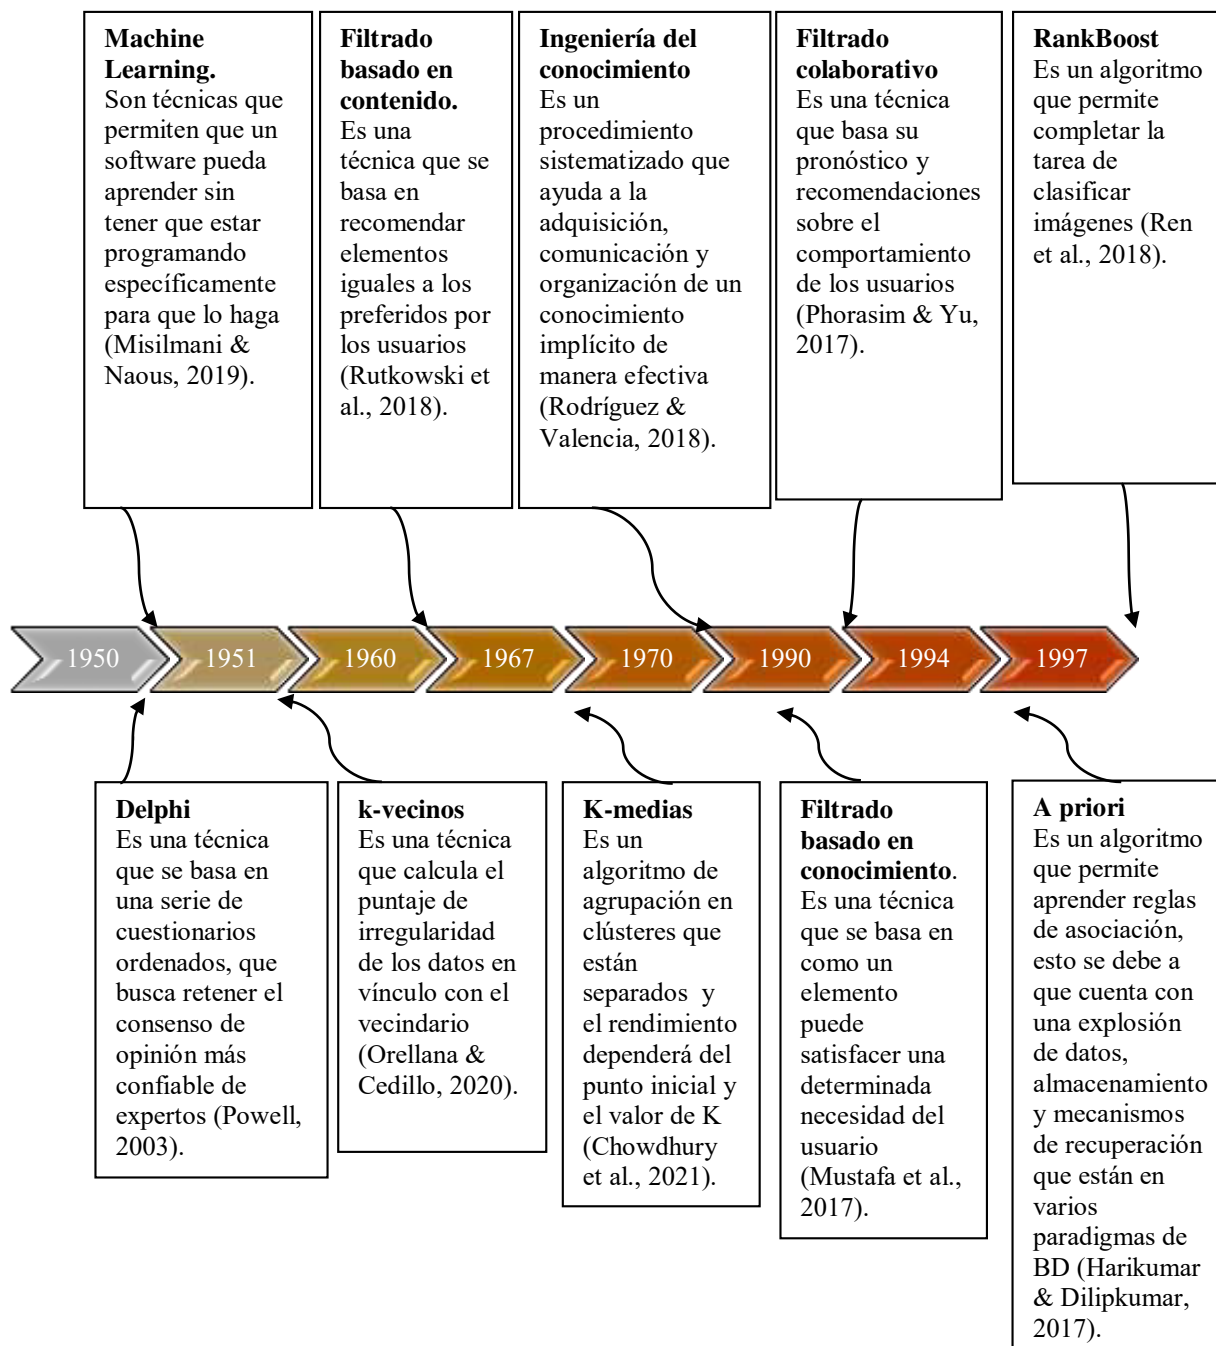 Machine
Learning.
Son técnicas que
permiten que un
software pueda
aprender sin
tener que estar
programando
específicamente
para que lo haga
(Misilmani &
Naous, 2019).
Filtrado
basado en
contenido.
Es una
técnica que se
basa en
recomendar
elementos
iguales a los
preferidos por
los usuarios
(Rutkowski et
al., 2018).
Ingeniería del
conocimiento
Es un
procedimiento
sistematizado que
ayuda a la
adquisición,
comunicación y
organización de un
conocimiento
implícito de
manera efectiva
(Rodríguez &
Valencia, 2018).
Filtrado
colaborativo
Es una técnica
que basa su
pronóstico y
recomendaciones
sobre el
comportamiento
de los usuarios
(Phorasim & Yu,
2017).
RankBoost
Es un algoritmo
que permite
completar la
tarea de
clasificar
imágenes (Ren
et al., 2018).
1950 1951 1960 1967 1970 1990 1994 1997
Delphi
Es una técnica
que se basa en
una serie de
cuestionarios
ordenados, que
busca retener el
consenso de
opinión más
confiable de
expertos (Powell,
2003).
k-vecinos
Es una técnica
que calcula el
puntaje de
irregularidad
de los datos en
vínculo con el
vecindario
(Orellana &
Cedillo, 2020).
K-medias
Es un
algoritmo de
agrupación en
clústeres que
están
separados y
el rendimiento
dependerá del
punto inicial y
el valor de K
(Chowdhury
et al., 2021).
Filtrado
basado en
conocimiento.
Es una técnica
que se basa en
como un
elemento
puede
satisfacer una
determinada
necesidad del
usuario
(Mustafa et al.,
2017).
A priori
Es un algoritmo
que permite
aprender reglas
de asociación,
esto se debe a
que cuenta con
una explosión
de datos,
almacenamiento
y mecanismos
de recuperación
que están en
varios
paradigmas de
BD (Harikumar
& Dilipkumar,
2017).